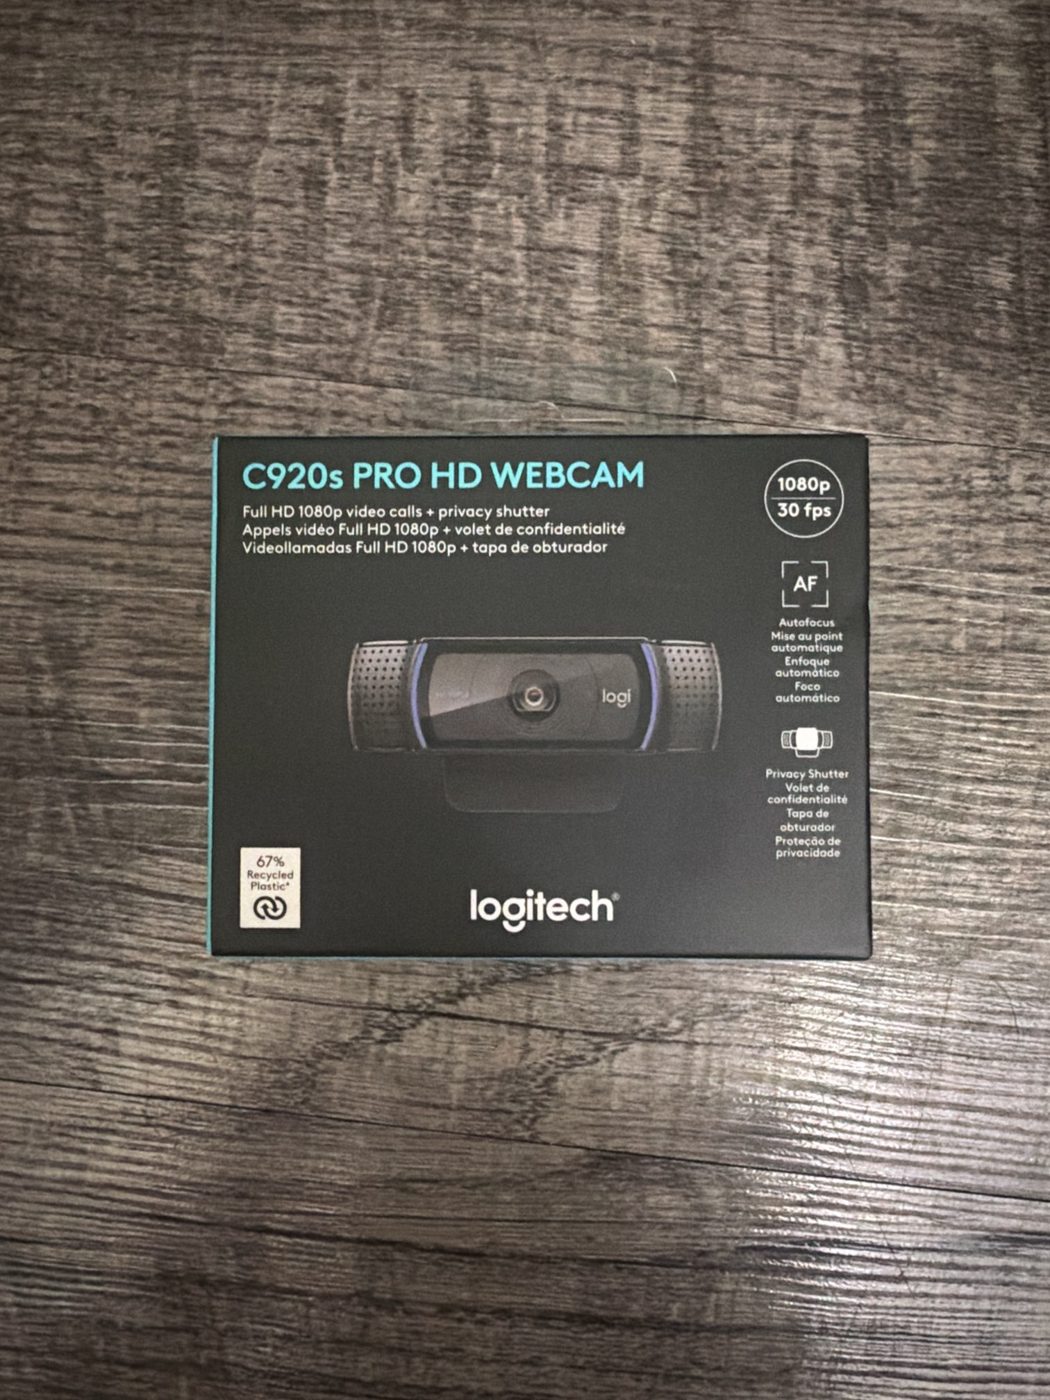 C920s PRO HD WEBCAM
Full HD 1080p video calls + privacy shutter
Appels vidéo Full HD 1080p + volet de confidentialité
Videollamadas Full HD 1080p + tapa de obturador
1080p
30 fps
AF
Autofocus
Mise au point
automatique
Enfoque
automático
Foco
automático
logi
Privacy Shutter
Volet de
confidentialité
Tapa de
obturador
Proteção de
privacidade
67%
Recycled
Plastic*
logitech®